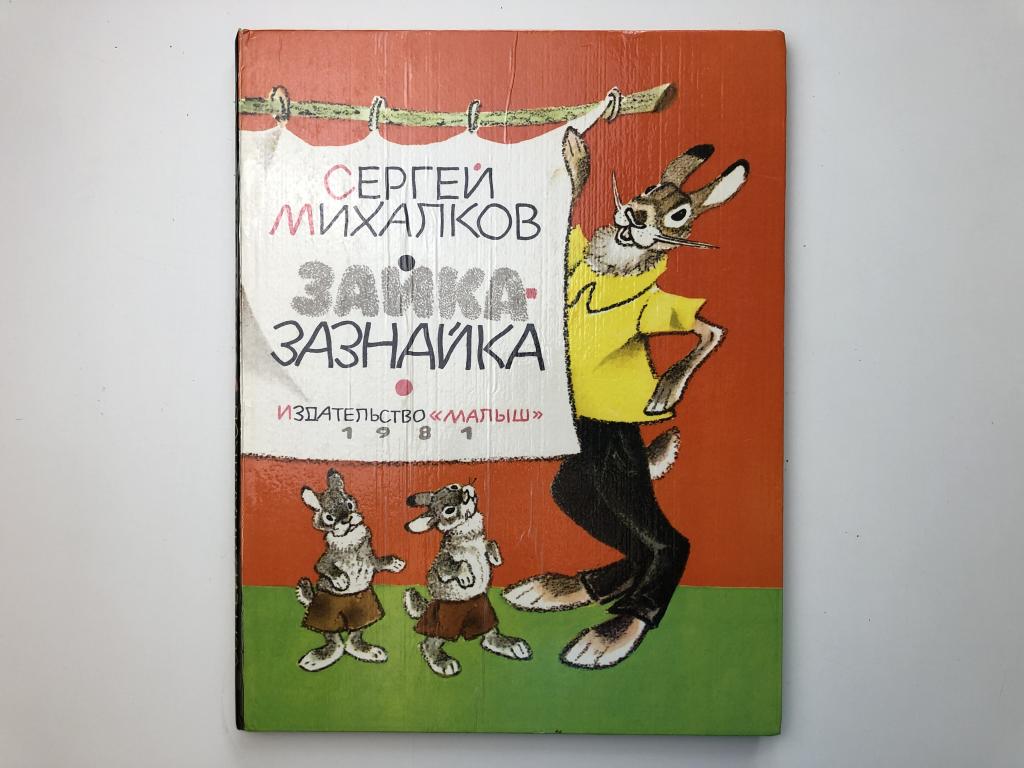 СЕРГЕЙ
МИХАЛКОВ
ЗАЙКА-
ЗАЗНАЙКА
ИЗДАТЕЛЬСТВО «МАЛЫШ»
1981